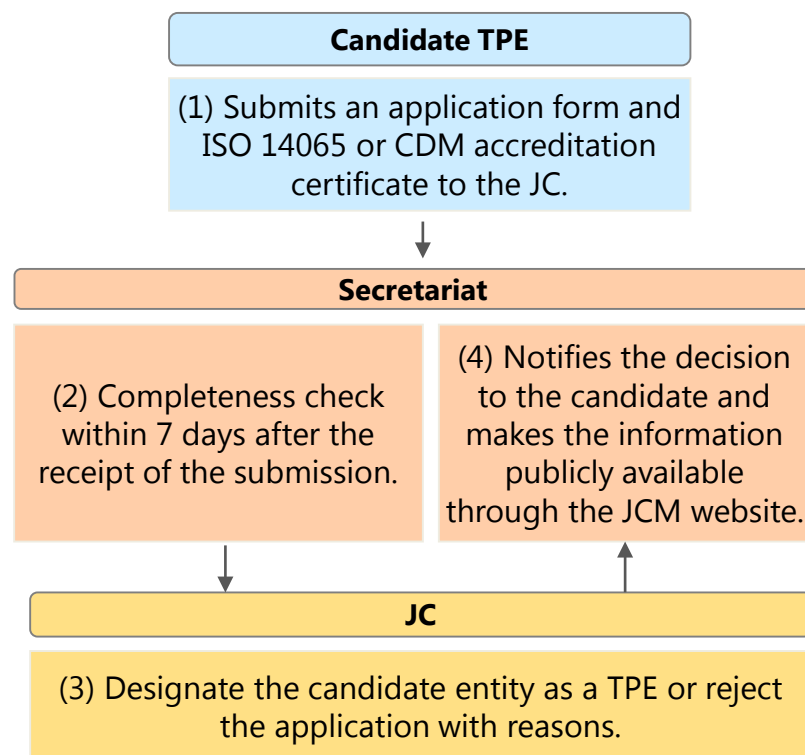 Candidate TPE
(1) Submits an application form and
ISO 14065 or CDM accreditation
certificate to the JC.
Secretariat
(2) Completeness check
within 7 days after the
receipt of the submission.
(4) Notifies the decision
to the candidate and
makes the information
publicly available
through the JCM website.
JC
(3) Designate the candidate entity as a TPE or reject
the application with reasons.